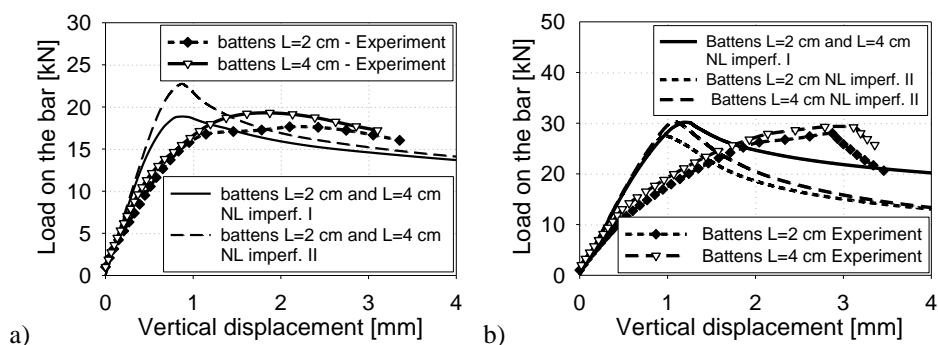 30
25
20
15
10
5
0
Load on the bar [kN]
battens L=2 cm - Experiment
battens L=4 cm - Experiment
battens L=2 cm and L=4 cm
NL imperf. I
battens L=2 cm and L=4 cm
NL imperf. II
0 1 2 3 4
Vertical displacement [mm]
a)
50
40
30
20
10
0
Load on the bar [kN]
Battens L=2 cm and L=4 cm
NL imperf. I
Battens L=2 cm NL imperf. II
Battens L=4 cm NL imperf. II
Battens L=2 cm Experiment
Battens L=4 cm Experiment
0 1 2 3 4
Vertical displacement [mm]
b)